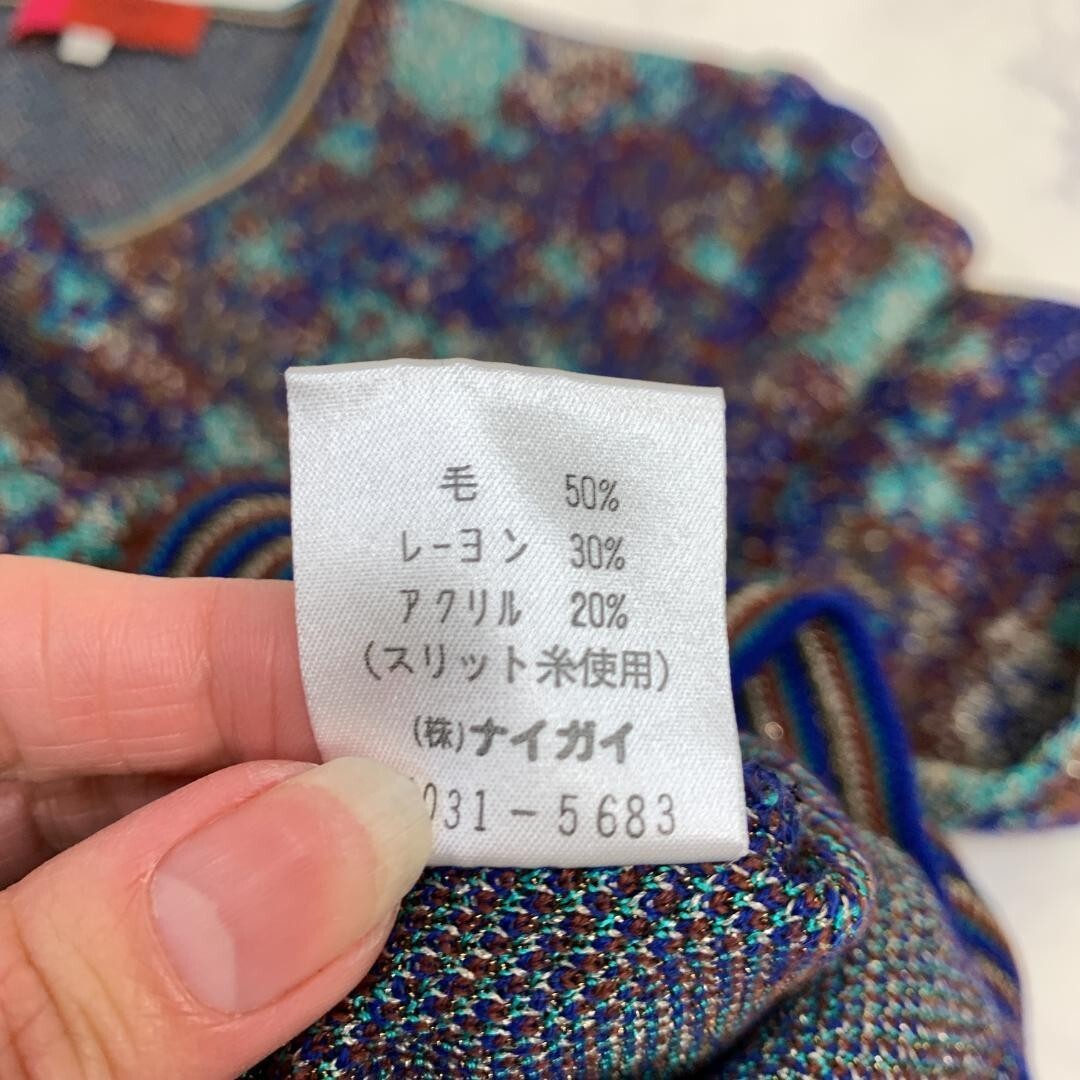 毛 50%
レーヨン 30%
アクリル 20%
(スリット糸使用)
(株)ナイガイ
031-5683